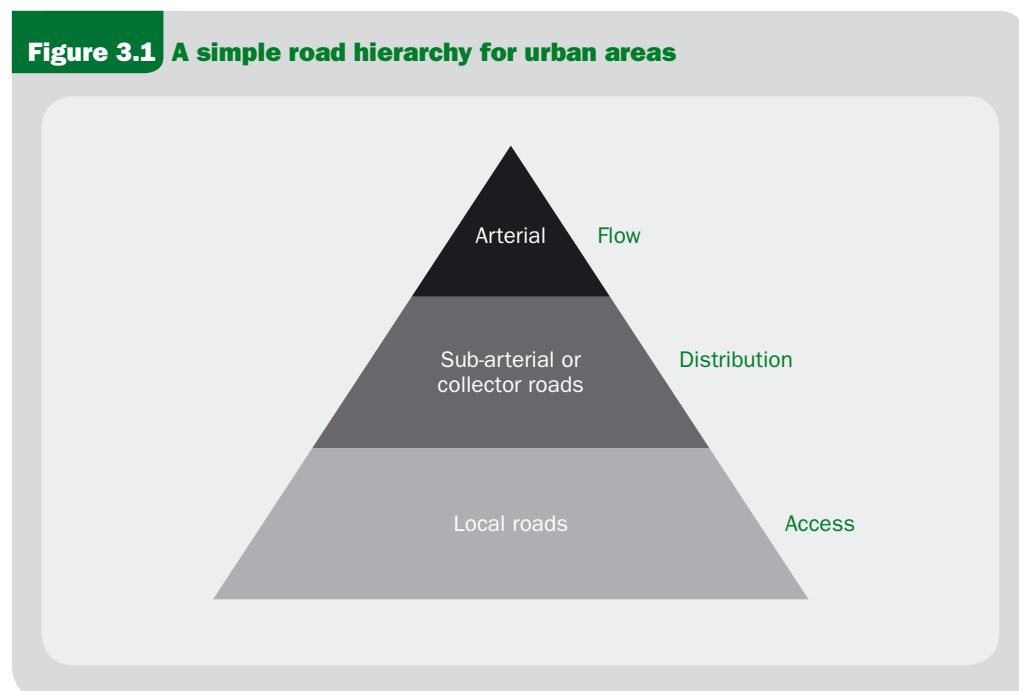 Figure 3.1 A simple road hierarchy for urban areas
Arterial Flow
Sub-arterial or
collector roads
Distribution
Local roads Access